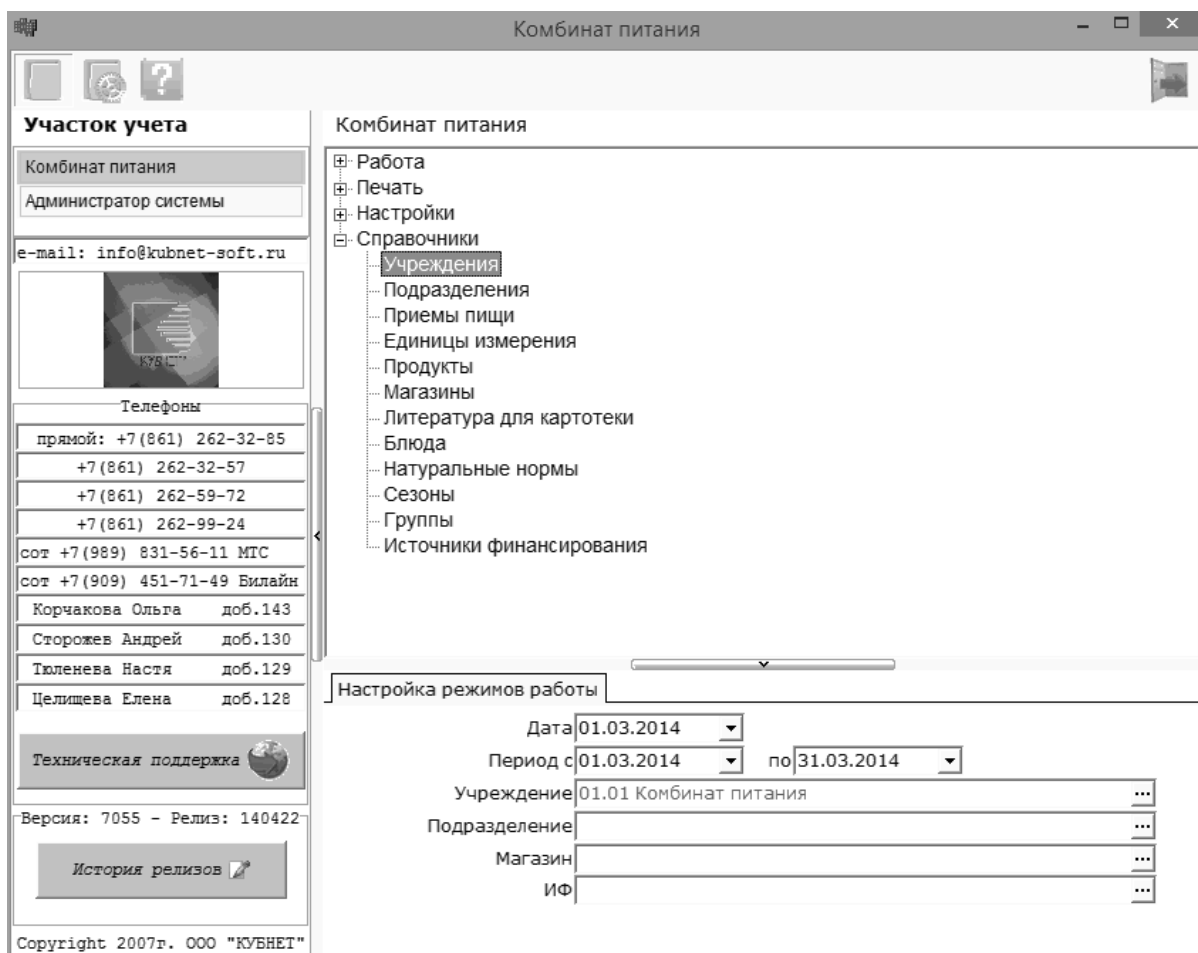 Комбинат питания
Участок учета
Комбинат питания
Администратор системы
e-mail: info@kubnet-soft.ru
Телефоны
прямой: +7(861) 262-32-85
+7(861) 262-32-57
+7(861) 262-59-72
+7(861) 262-99-24
сот +7(989) 831-56-11 МТС
сот +7(909) 451-71-49 Билайн
Корчакова Ольга доб.143
Сторожев Андрей доб.130
Тюленева Настя доб.129
Целищева Елена доб.128
Техническая поддержка
Версия: 7055 - Релиз: 140422
История релизов
Copyright 2007г. ООО "КУБНЕТ"
Комбинат питания
Работа
Печать
Настройки
Справочники
Учреждения
Подразделения
Приемы пищи
Единицы измерения
Продукты
Магазины
Литература для картотеки
Блюда
Натуральные нормы
Сезоны
Группы
Источники финансирования
Настройка режимов работы
Дата 01.03.2014
Период с 01.03.2014 по 31.03.2014
Учреждение 01.01 Комбинат питания ...
Подразделение ...
Магазин ...
ИФ ...